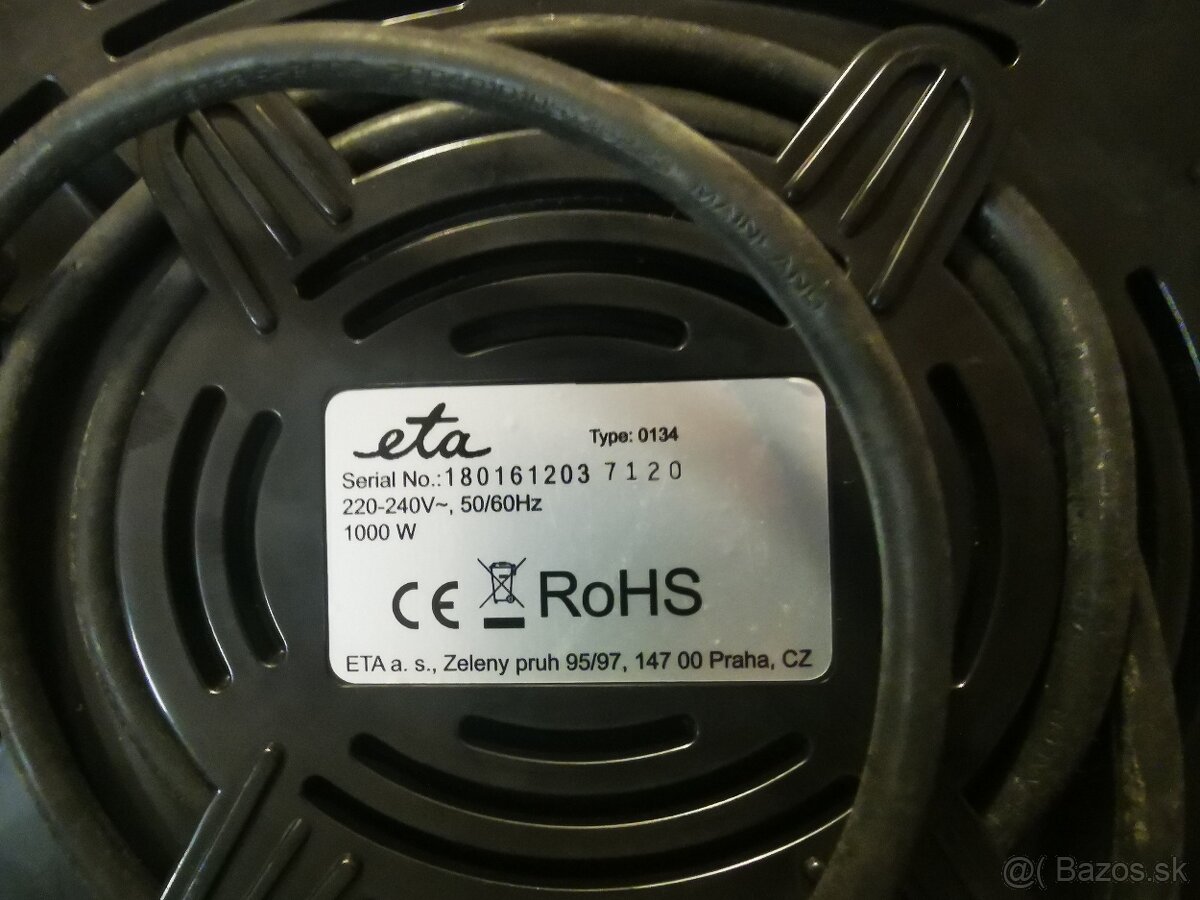 MAINLAND
eta
Type: 0134
Serial No.:180161203 7120
220-240V~, 50/60Hz
1000 W
CE RoHS
ETA a. s., Zeleny pruh 95/97, 147 00 Praha, CZ
@( Bazos.sk